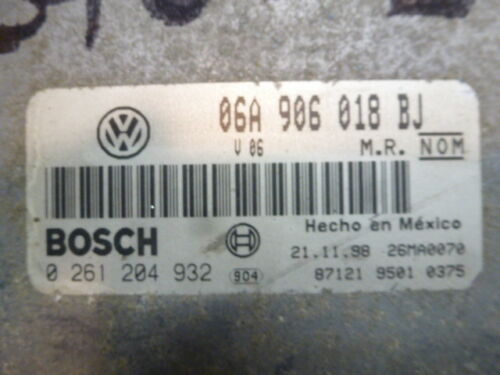 06A 906 018 BJ
V 06 M.R. NOM
BOSCH Hecho en México
0 261 204 932 904 21.11.98 26MA0070
87121 9501 0375